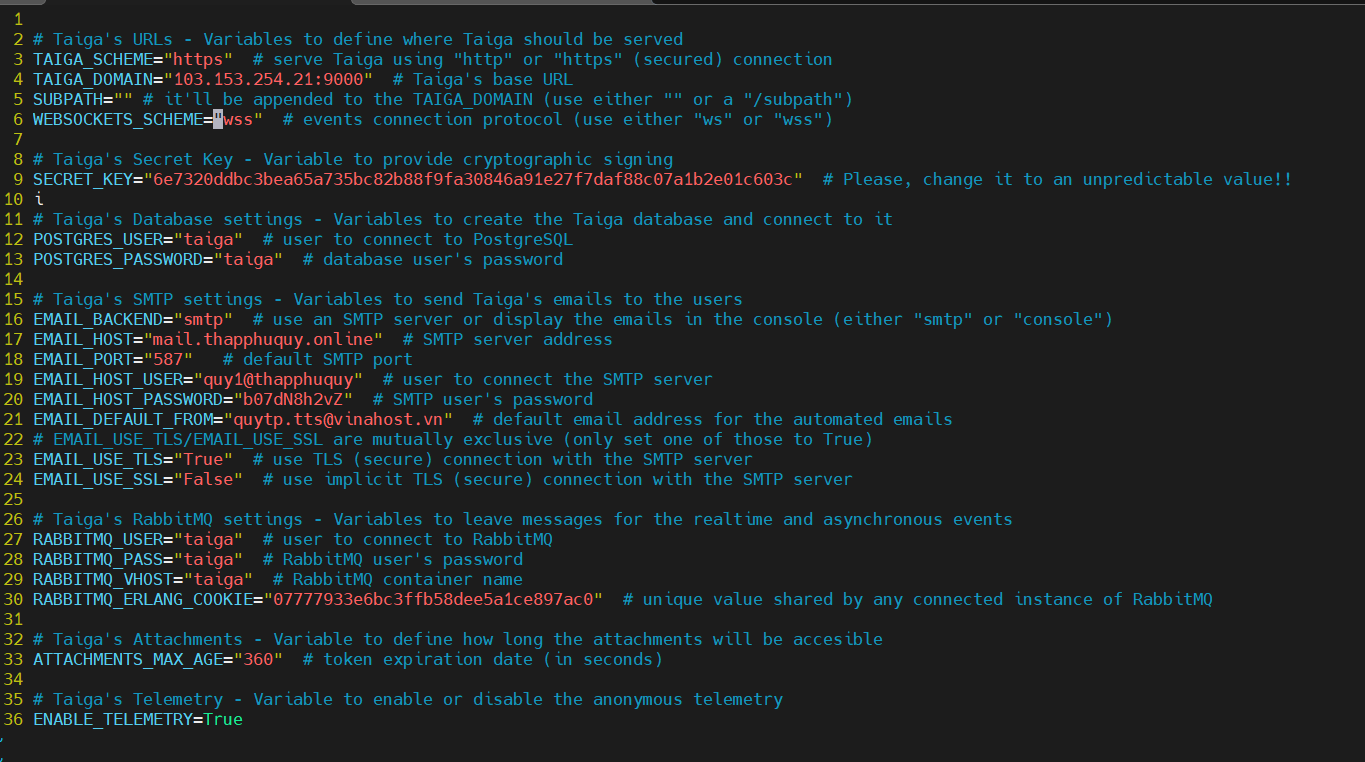 1
2 # Taiga's URLs - Variables to define where Taiga should be served
3 TAIGA_SCHEME="https"  # serve Taiga using "http" or "https" (secured) connection
4 TAIGA_DOMAIN="103.153.254.21:9000"  # Taiga's base URL
5 SUBPATH="" # it'll be appended to the TAIGA_DOMAIN (use either "" or a "/subpath")
6 WEBSOCKETS_SCHEME="wss"  # events connection protocol (use either "ws" or "wss")
7
8 # Taiga's Secret Key - Variable to provide cryptographic signing
9 SECRET_KEY="6e7320ddbc3bea65a735bc82b88f9fa30846a91e27f7daf88c07a1b2e01c603c"  # Please, change it to an unpredictable value!!
10 i
11 # Taiga's Database settings - Variables to create the Taiga database and connect to it
12 POSTGRES_USER="taiga"  # user to connect to PostgreSQL
13 POSTGRES_PASSWORD="taiga"  # database user's password
14
15 # Taiga's SMTP settings - Variables to send Taiga's emails to the users
16 EMAIL_BACKEND="smtp"  # use an SMTP server or display the emails in the console (either "smtp" or "console")
17 EMAIL_HOST="mail.thapphuquy.online"  # SMTP server address
18 EMAIL_PORT="587"   # default SMTP port
19 EMAIL_HOST_USER="quy1@thapphuquy"  # user to connect the SMTP server
20 EMAIL_HOST_PASSWORD="b07dN8h2vZ"  # SMTP user's password
21 EMAIL_DEFAULT_FROM="quytp.tts@vinahost.vn"  # default email address for the automated emails
22 # EMAIL_USE_TLS/EMAIL_USE_SSL are mutually exclusive (only set one of those to True)
23 EMAIL_USE_TLS="True"  # use TLS (secure) connection with the SMTP server
24 EMAIL_USE_SSL="False"  # use implicit TLS (secure) connection with the SMTP server
25
26 # Taiga's RabbitMQ settings - Variables to leave messages for the realtime and asynchronous events
27 RABBITMQ_USER="taiga"  # user to connect to RabbitMQ
28 RABBITMQ_PASS="taiga"  # RabbitMQ user's password
29 RABBITMQ_VHOST="taiga"  # RabbitMQ container name
30 RABBITMQ_ERLANG_COOKIE="07777933e6bc3ffb58dee5a1ce897ac0"  # unique value shared by any connected instance of RabbitMQ
31
32 # Taiga's Attachments - Variable to define how long the attachments will be accesible
33 ATTACHMENTS_MAX_AGE="360"  # token expiration date (in seconds)
34
35 # Taiga's Telemetry - Variable to enable or disable the anonymous telemetry
36 ENABLE_TELEMETRY=True